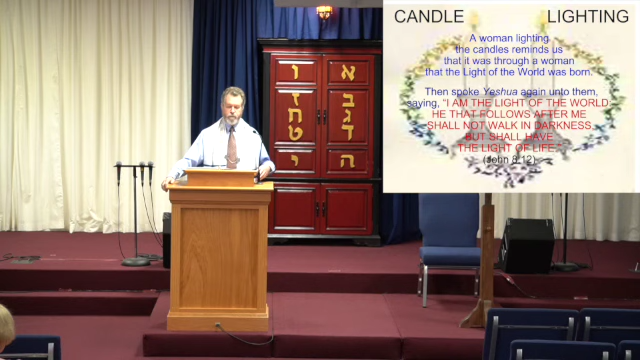 CANDLE LIGHTING
A woman lighting
the candles reminds us
that it was through a woman
that the Light of the World was born.
Then spoke Yeshua again unto them,
saying, "I AM THE LIGHT OF THE WORLD:
HE THAT FOLLOWS AFTER ME
SHALL NOT WALK IN DARKNESS,
BUT SHALL HAVE
THE LIGHT OF LIFE."
(John 8:12)
א
ב
ג
ד
ה
ו
ז
ח
ט
י